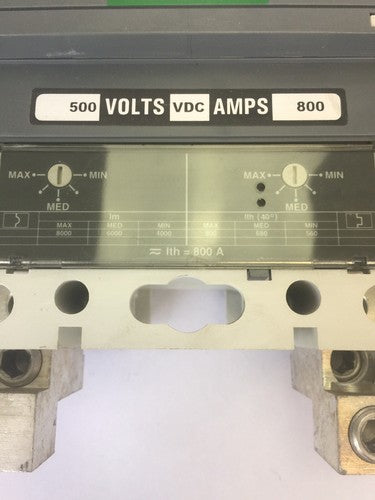 500 VOLTS VDC AMPS 800
MAX MIN MAX MIN
MED MED
Im Ith (40°)
MAX MED MIN MAX MED MIN
8000 6000 4000 800 680 560
≂ Ith = 800 A